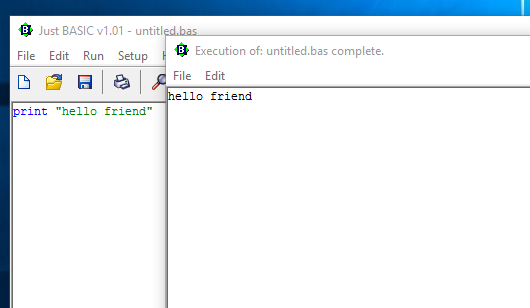 Just BASIC v1.01 - untitled.bas
File Edit Run Setup
print "hello friend"
Execution of: untitled.bas complete.
File Edit
hello friend